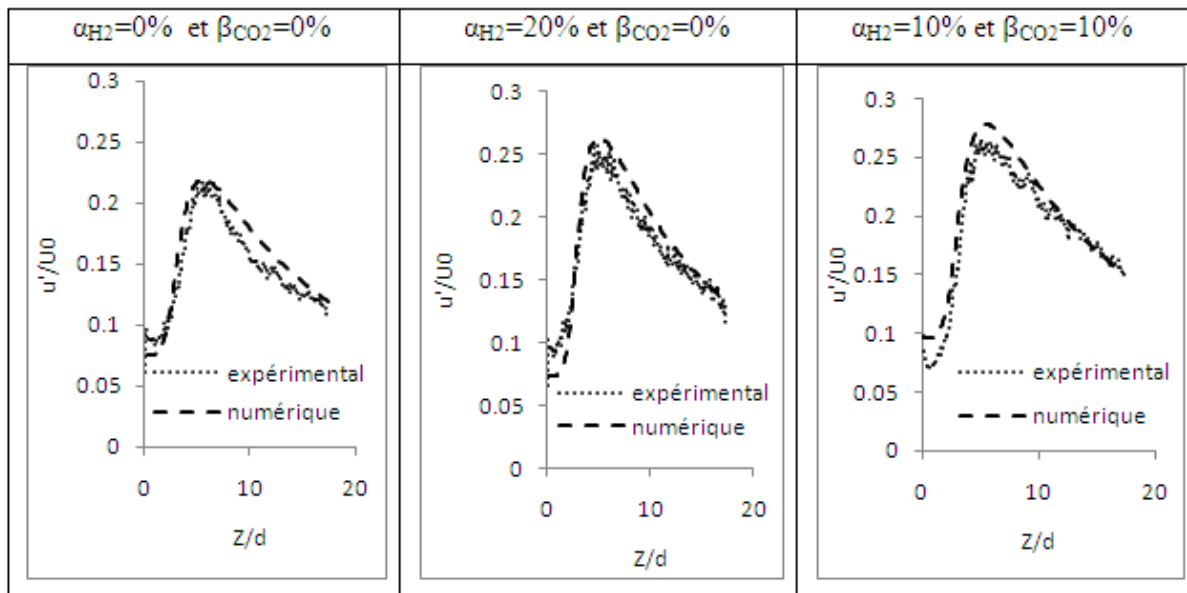 αH2=0% et βCO2=0%
αH2=20% et βCO2=0%
αH2=10% et βCO2=10%
0.3
0.25
0.2
0.15
0.1
0.05
0
u'/U0
expérimental
numérique
0
10
20
Z/d
0.3
0.25
0.2
0.15
0.1
0.05
0
u'/U0
expérimental
numérique
0
10
20
Z/d
0.3
0.25
0.2
0.15
0.1
0.05
0
u'/U0
expérimental
numérique
0
10
20
Z/d